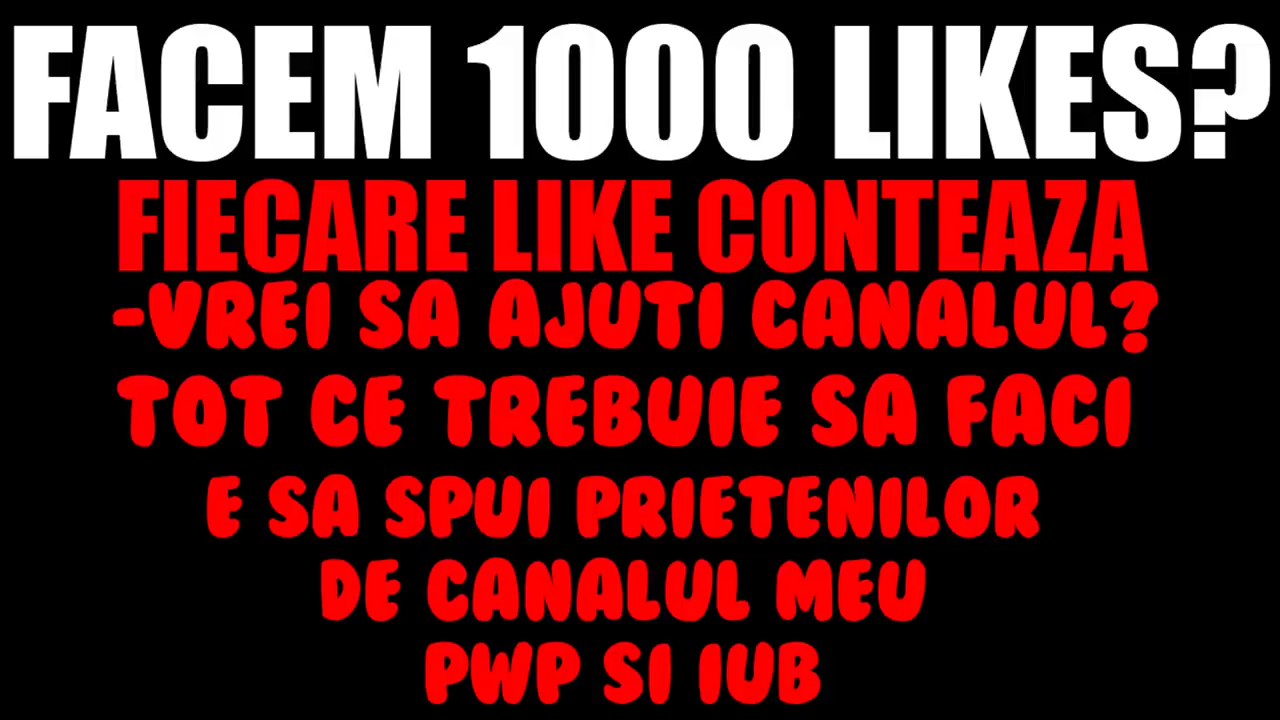 FACEM 1000 LIKES?
FIECARE LIKE CONTEAZA
-VREI SA AJUTI CANALUL?
TOT CE TREBUIE SA FACI
E SA SPUI PRIETENILOR
DE CANALUL MEU
PWP SI IUB